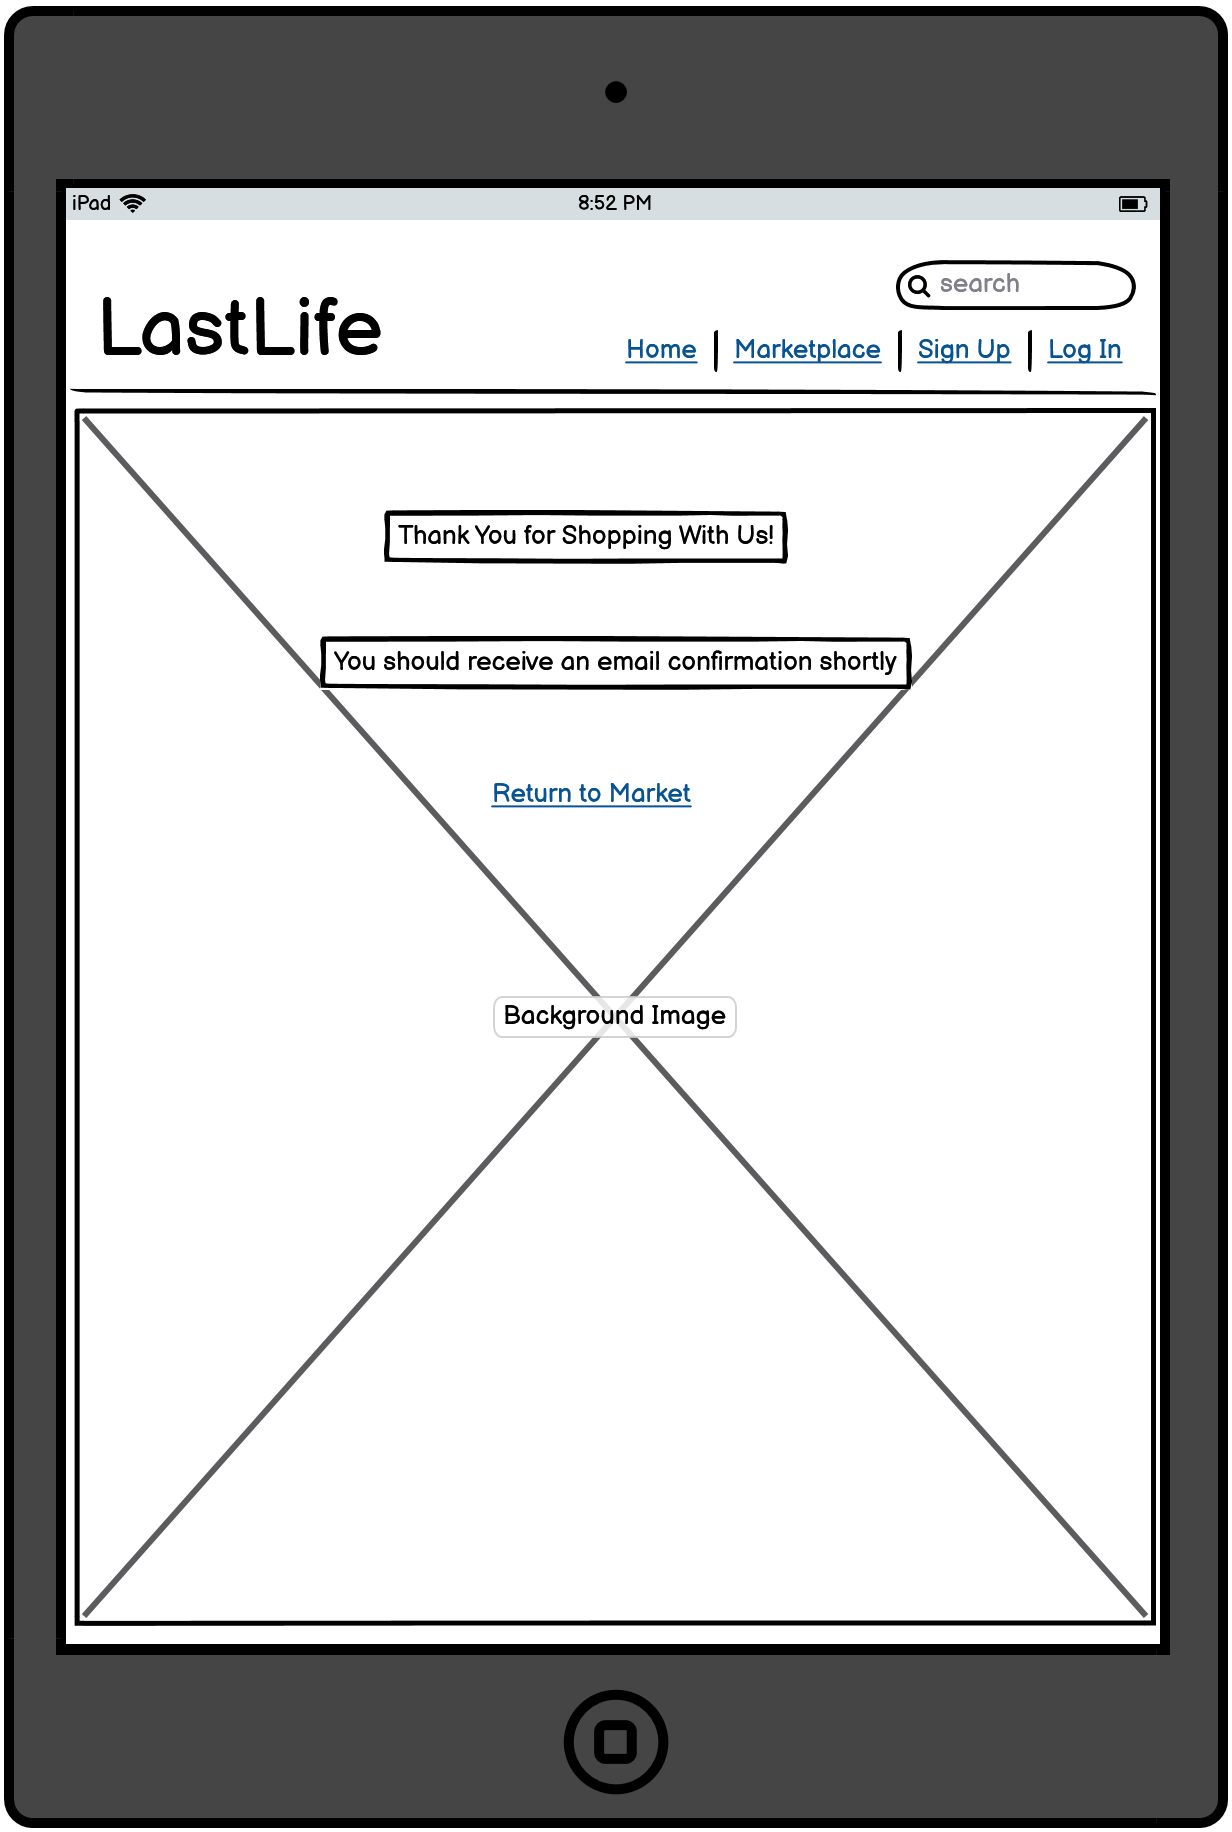 iPad 8:52 PM
search
LastLife
Home Marketplace Sign Up Log In
Thank You for Shopping With Us!
You should receive an email confirmation shortly
Return to Market
Background Image